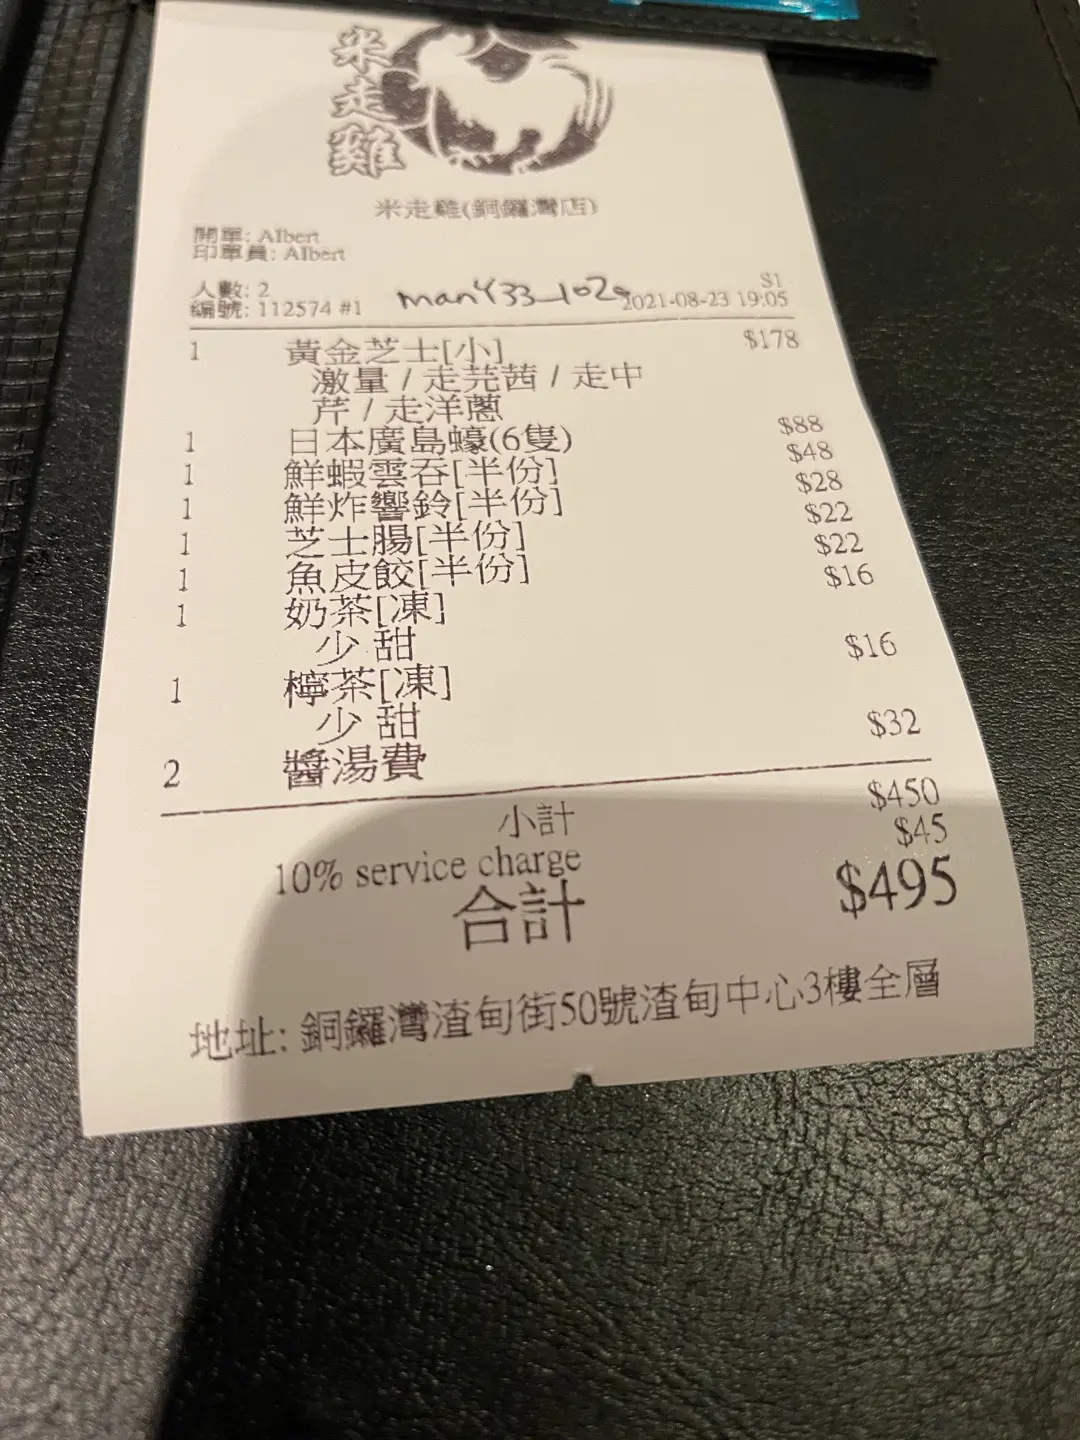 米走雞
米走雞(銅鑼灣店)
開單: Albert
印單員: Albert
人數: 2 $1
編號: 112574 #1 manY33_102 2021-08-23 19:05
1 黃金芝士[小] $178
激量 / 走芫茜 / 走中
芹 / 走洋蔥
1 日本廣島蠔(6隻) $88
1 鮮蝦雲吞[半份] $48
1 鮮炸響鈴[半份] $28
1 芝士腸[半份] $22
1 魚皮餃[半份] $22
1 奶茶[凍] $16
少 甜
1 檸茶[凍] $16
少 甜
2 醬湯費 $32
小計 $450
10% service charge $45
合計 $495
地址: 銅鑼灣渣甸街50號渣甸中心3樓全層